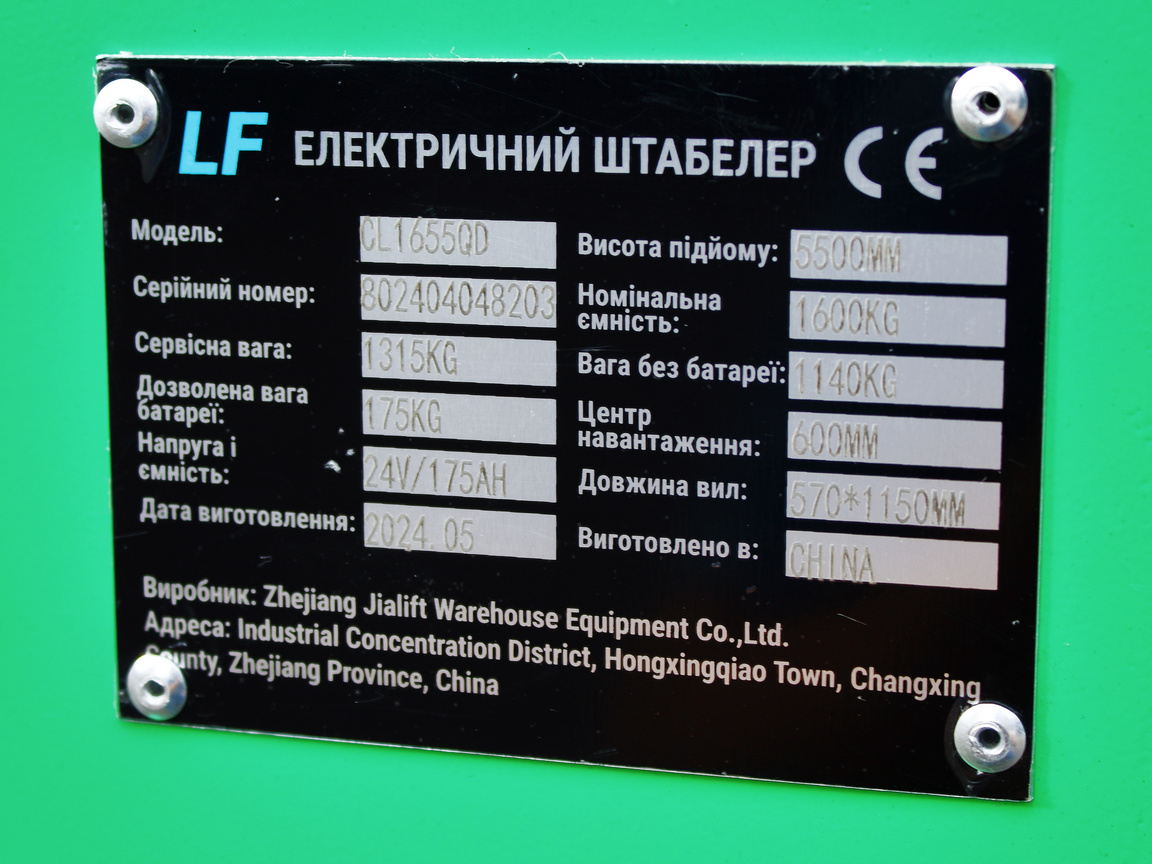 LF ЕЛЕКТРИЧНИЙ ШТАБЕЛЕР CE
Модель: CL1655QD
Серійний номер: 802404048203
Сервісна вага: 1315KG
Дозволена вага
батареї: 175KG
Напруга і
ємність: 24V/175AH
Дата виготовлення: 2024.05
Висота підйому: 5500MM
Номінальна
ємність: 1600KG
Вага без батареї: 1140KG
Центр
навантаження: 600MM
Довжина вил: 570*1150MM
Виготовлено в: CHINA
Виробник: Zhejiang Jialift Warehouse Equipment Co.,Ltd.
Адреса: Industrial Concentration District, Hongxingqiao Town, Changxing
County, Zhejiang Province, China